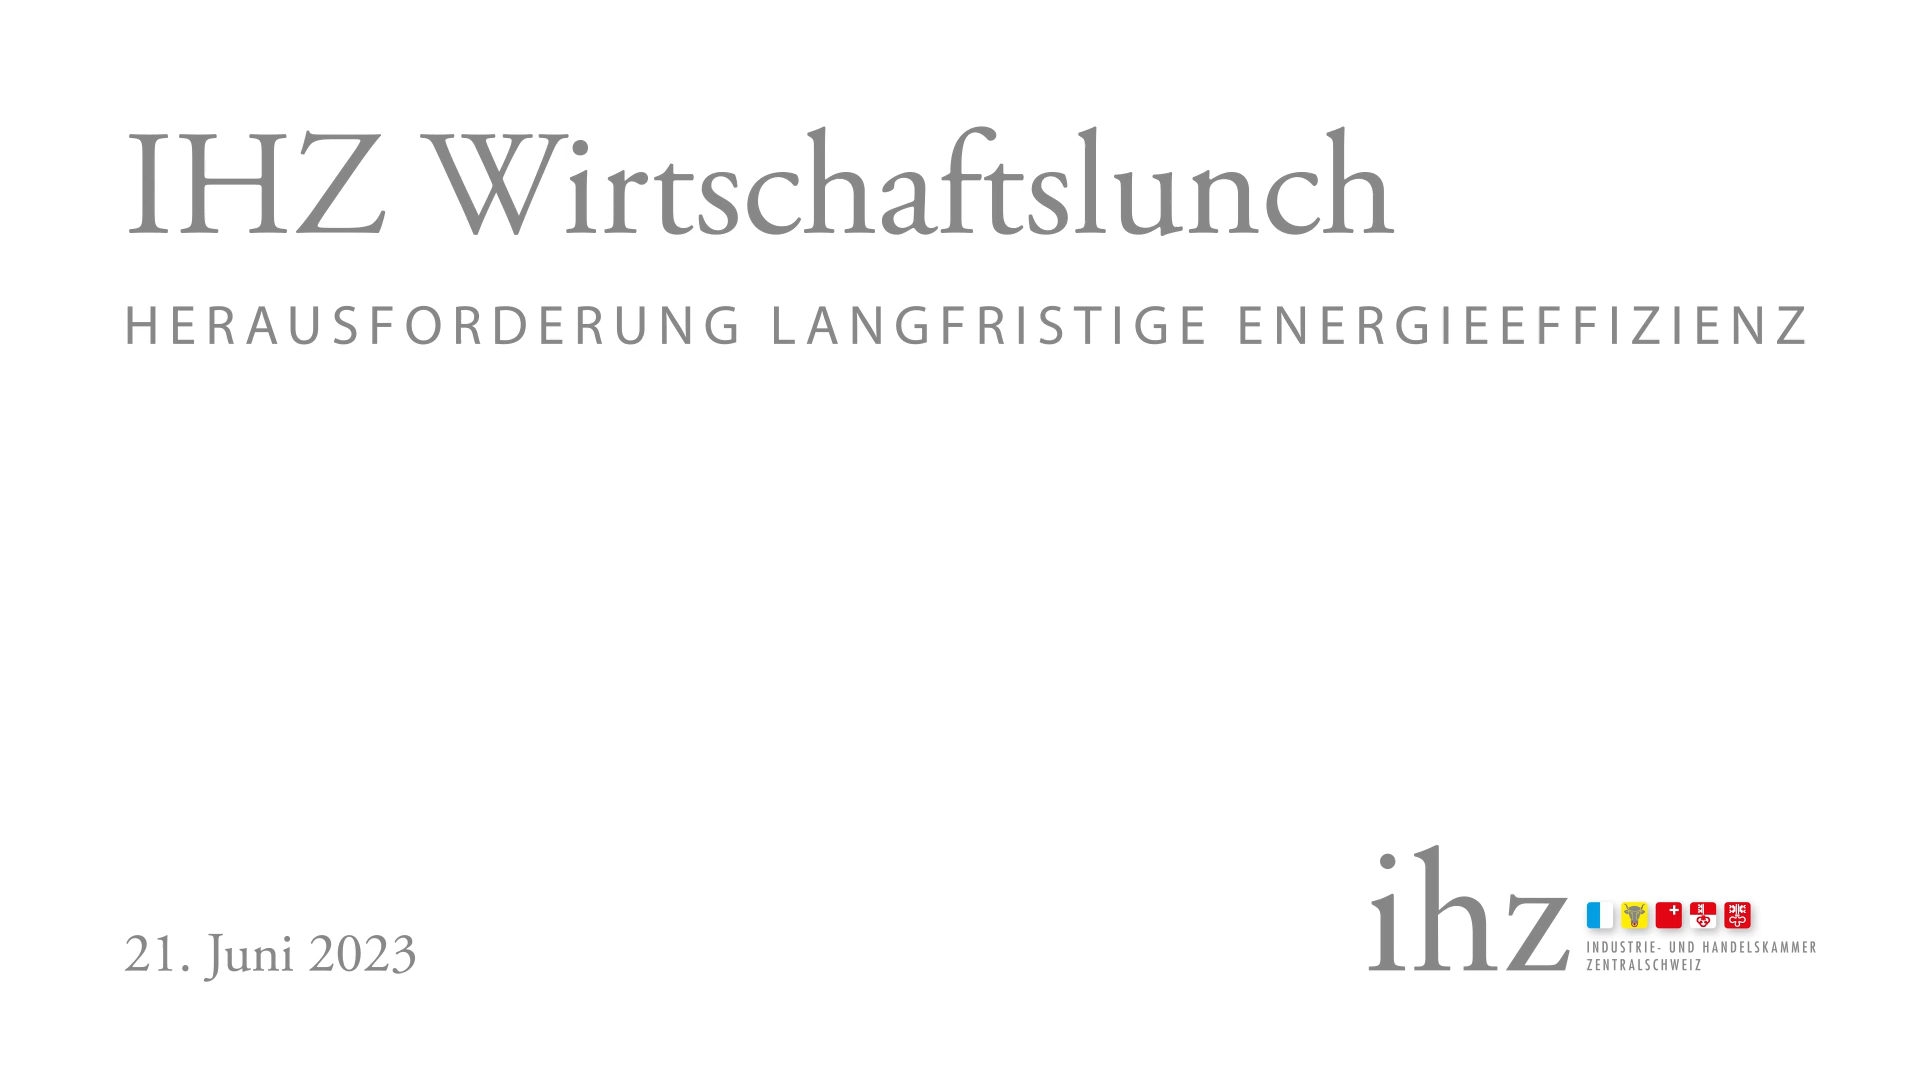 IHZ Wirtschaftslunch
HERAUSFORDERUNG LANGFRISTIGE ENERGIEEFFIZIENZ
21. Juni 2023
ihz
INDUSTRIE- UND HANDELSKAMMER
ZENTRALSCHWEIZ